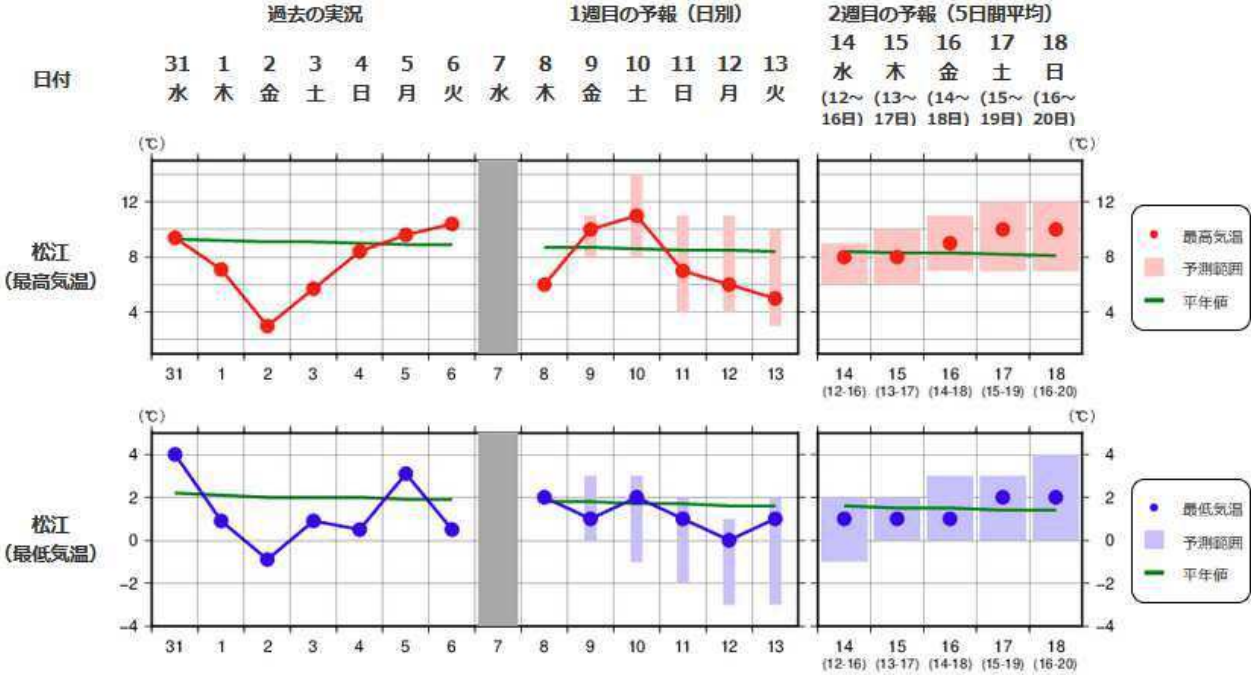 過去の実況 1週目の予報（日別） 2週目の予報（5日間平均）
日付 31 1 2 3 4 5 6 7 8 9 10 11 12 13 14 15 16 17 18
水 木 金 土 日 月 火 水 木 金 土 日 月 火 水 木 金 土 日
(12～ (13～ (14～ (15～ (16～
16日) 17日) 18日) 19日) 20日)
(℃) (℃)
12 12
8 8
4 4
松江
（最高気温）
最高気温
予測範囲
平年値
31 1 2 3 4 5 6 7 8 9 10 11 12 13 14 15 16 17 18
(12-16) (13-17) (14-18) (15-19) (16-20)
(℃) (℃)
4 4
2 2
0 0
-2 -2
-4 -4
松江
（最低気温）
最低気温
予測範囲
平年値
31 1 2 3 4 5 6 7 8 9 10 11 12 13 14 15 16 17 18
(12-16) (13-17) (14-18) (15-19) (16-20)